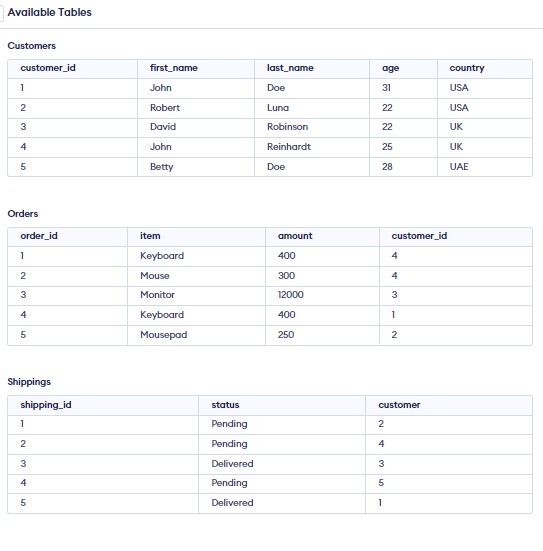 Available Tables
Customers
customer_id first_name last_name age country
1 John Doe 31 USA
2 Robert Luna 22 USA
3 David Robinson 22 UK
4 John Reinhardt 25 UK
5 Betty Doe 28 UAE
Orders
order_id item amount customer_id
1 Keyboard 400 4
2 Mouse 300 4
3 Monitor 12000 3
4 Keyboard 400 1
5 Mousepad 250 2
Shippings
shipping_id status customer
1 Pending 2
2 Pending 4
3 Delivered 3
4 Pending 5
5 Delivered 1